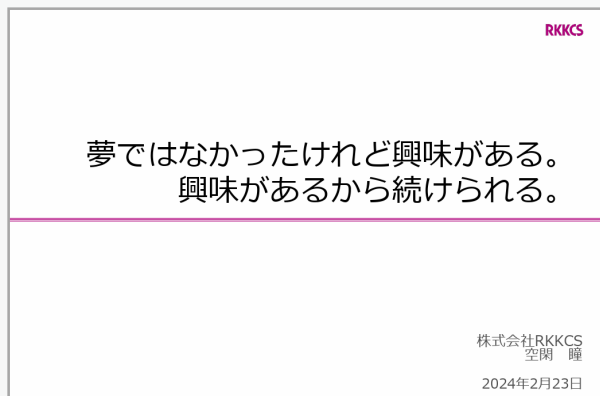 RKKCS
夢ではなかったけれど興味がある。
興味があるから続けられる。
株式会社RKKCS
空閑　瞳
2024年2月23日